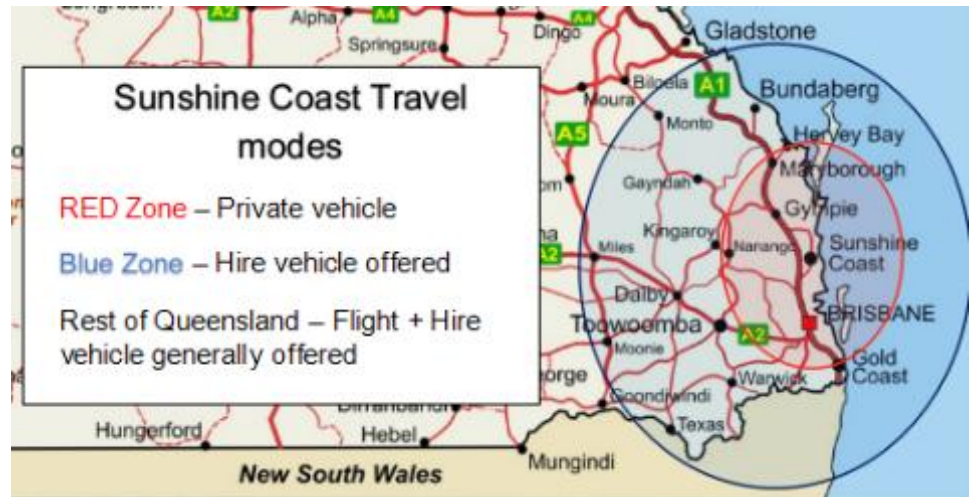 A2
Alpha
A4
A4
Dingo
Springsure
Gladstone
Biloela
A1
Moura
Bundaberg
Monto
Sunshine Coast Travel
modes
A5
Hervey Bay
Maryborough
RED Zone – Private vehicle
Gayndah
Gympie
Kingaroy
Nanango
Sunshine
Coast
Blue Zone – Hire vehicle offered
A2
Miles
Dalby
BRISBANE
Rest of Queensland – Flight + Hire
vehicle generally offered
Toowoomba
A2
Moonie
Gold
Coast
Warwick
Goondiwindi
Texas
Hungerford
Hebel
Mungindi
New South Wales